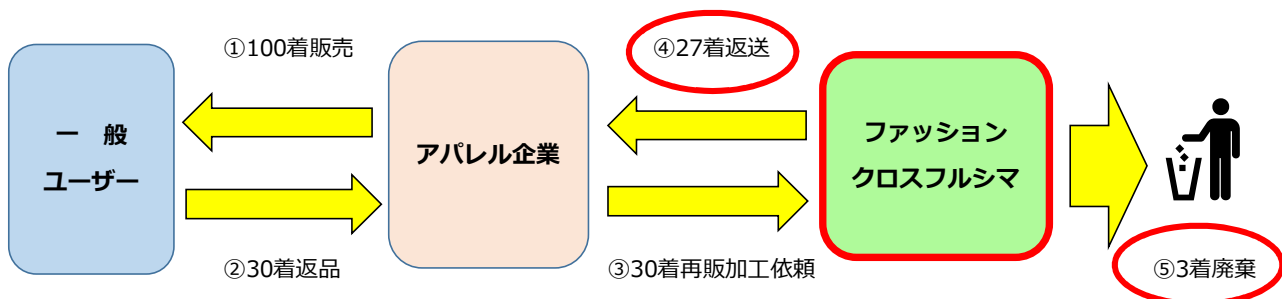 ①100着販売
④27着返送
一　般
ユーザー
アパレル企業
ファッション
クロスフルシマ
②30着返品
③30着再販加工依頼
⑤3着廃棄